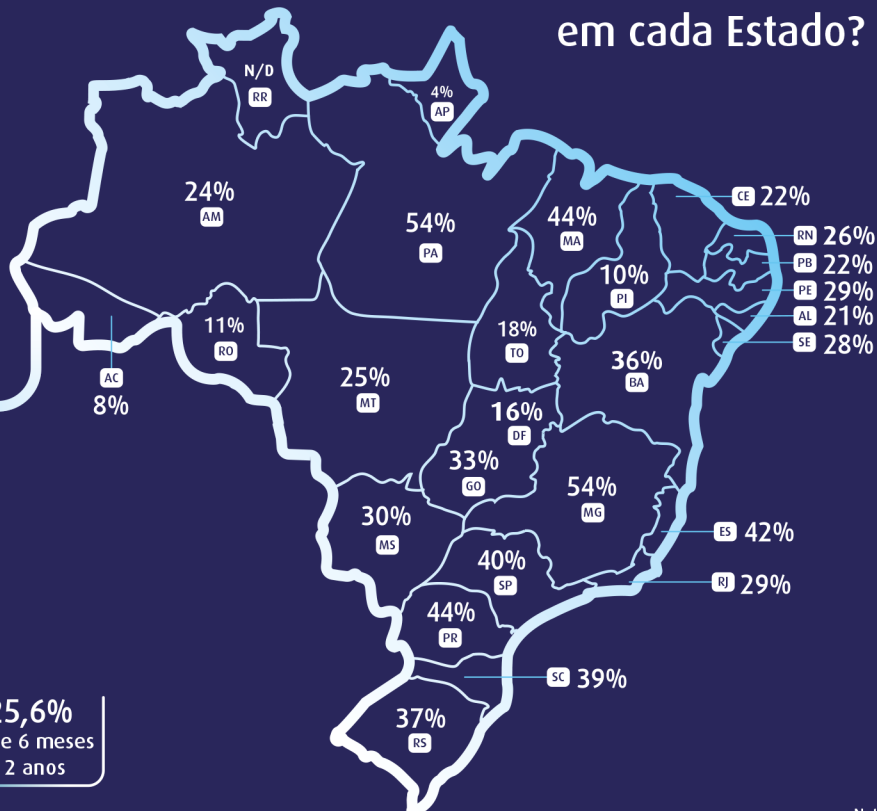 em cada Estado?
N/D
RR
4%
AP
24%
AM
54%
PA
44%
MA
CE 22%
RN 26%
PB 22%
PE 29%
AL 21%
SE 28%
10%
PI
11%
RO
18%
TO
36%
BA
AC
8%
25%
MT
16%
DF
33%
GO
54%
MG
30%
MS
ES 42%
40%
SP
RJ 29%
44%
PR
SC 39%
37%
RS
5,6%
e 6 meses
2 anos